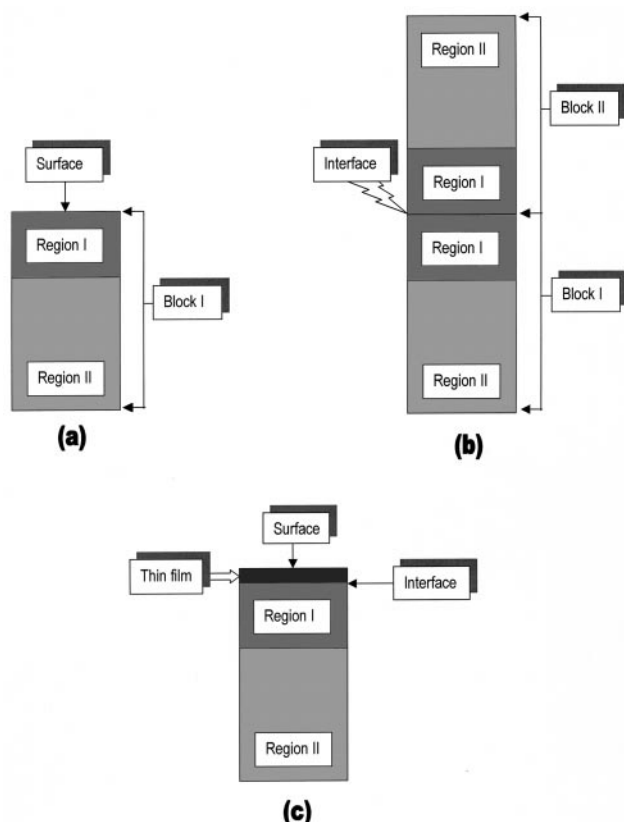 Surface
Region I
Block I
Region II
(a)
Region II
Block II
Interface
Region I
Region I
Block I
Region II
(b)
Surface
Thin film
Interface
Region I
Region II
(c)